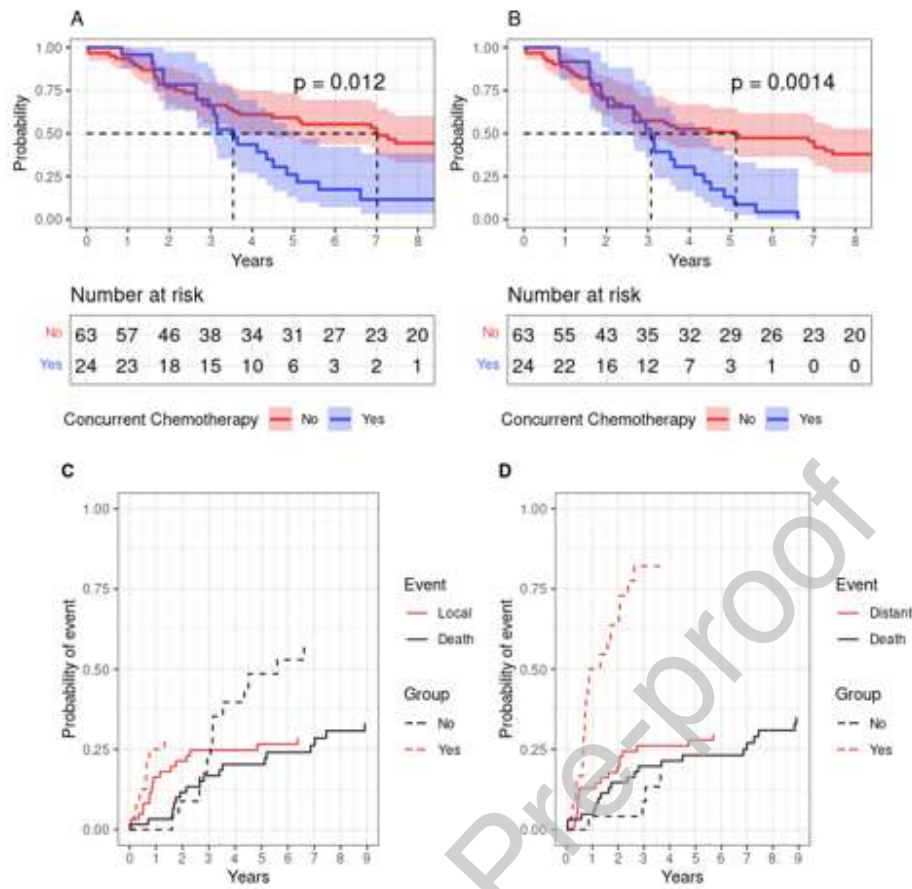 A
1.00
0.75
0.50
0.25
0.00
Probability
p = 0.012
0 1 2 3 4 5 6 7 8
Years
Number at risk
No 63 57 46 38 34 31 27 23 20
Yes 24 23 18 15 10 6 3 2 1
Concurrent Chemotherapy No Yes
B
1.00
0.75
0.50
0.25
0.00
Probability
p = 0.0014
0 1 2 3 4 5 6 7 8
Years
Number at risk
No 63 55 43 35 32 29 26 23 20
Yes 24 22 16 12 7 3 1 0 0
Concurrent Chemotherapy No Yes
C
1.00
0.75
0.50
0.25
0.00
Probability of event
0 1 2 3 4 5 6 7 8 9
Years
Event
Local
Death
Group
No
Yes
D
1.00
0.75
0.50
0.25
0.00
Probability of event
0 1 2 3 4 5 6 7 8 9
Years
Event
Distant
Death
Group
No
Yes
Pre-proof